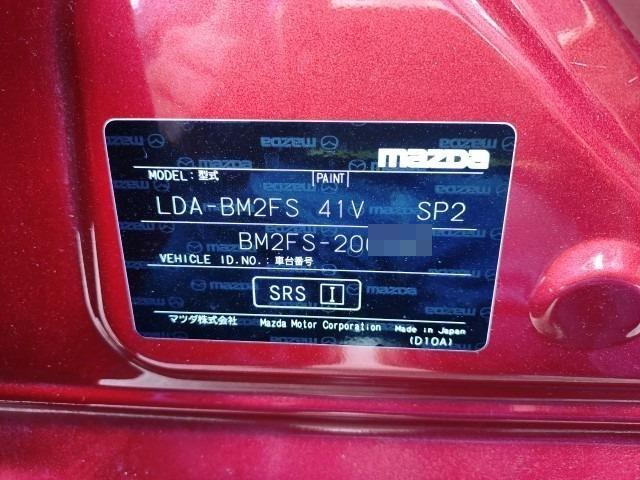 mazda
MODEL:型式 PAINT
LDA-BM2FS 41V SP2
BM2FS-20
VEHICLE ID.NO.:車台番号
SRS I
マツダ株式会社 Mazda Motor Corporation Made in Japan
(D10A)